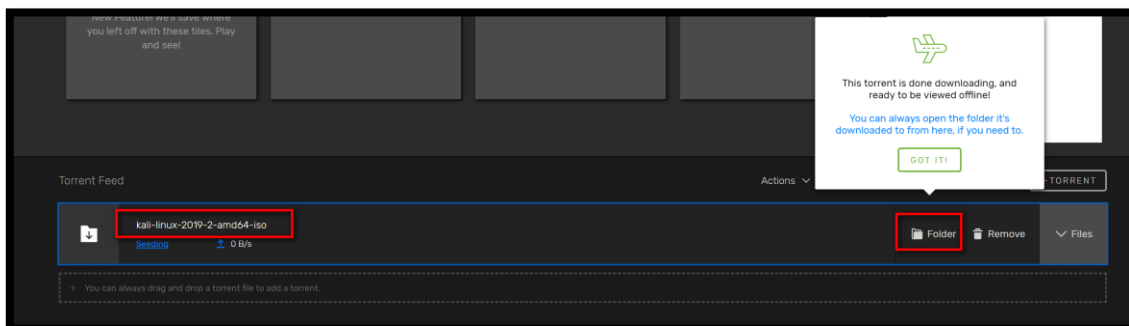 New Feature! We'll save where
you left off with these tiles. Play
and see!
This torrent is done downloading, and
ready to be viewed offline!
You can always open the folder it's
downloaded to from here, if you need to.
GOT IT!
Torrent Feed
Actions
TORRENT
kali-linux-2019-2-amd64-iso
Seeding 0 B/s
Folder Remove Files
+ You can always drag and drop a torrent file to add a torrent.